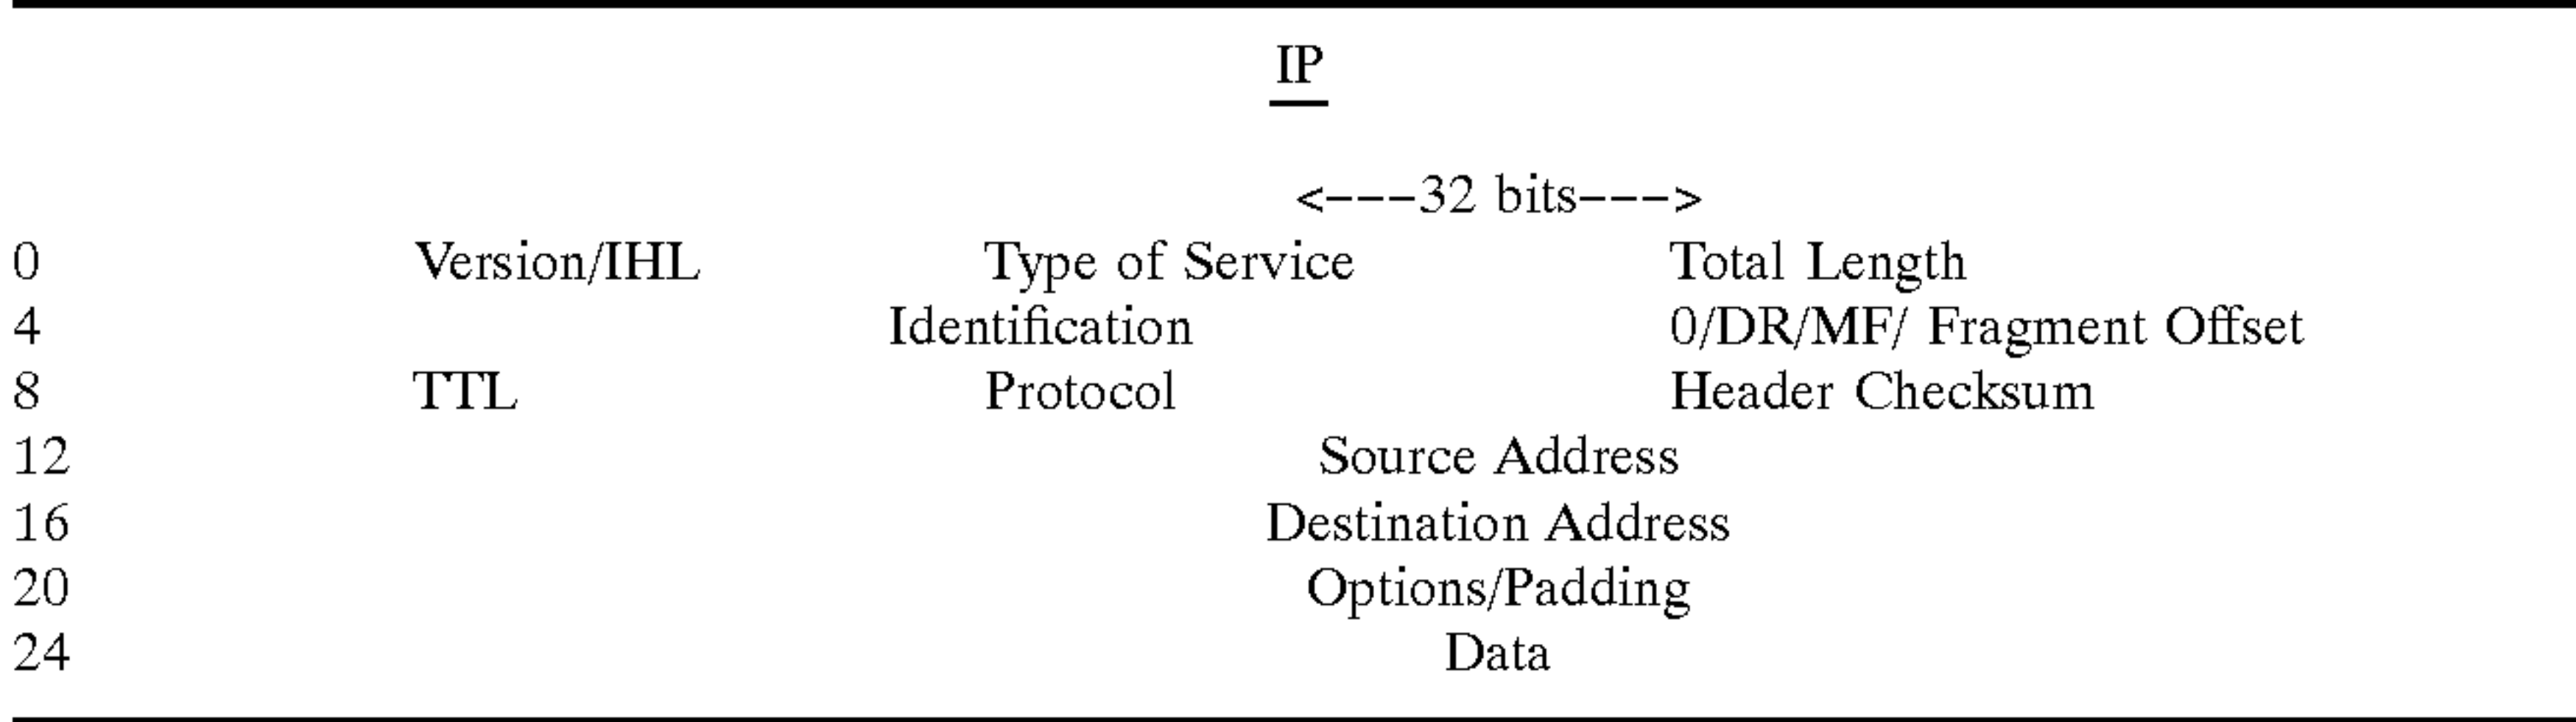 IP
<---32 bits--->
0 Version/IHL Type of Service Total Length
4 Identification 0/DR/MF/ Fragment Offset
8 TTL Protocol Header Checksum
12 Source Address
16 Destination Address
20 Options/Padding
24 Data